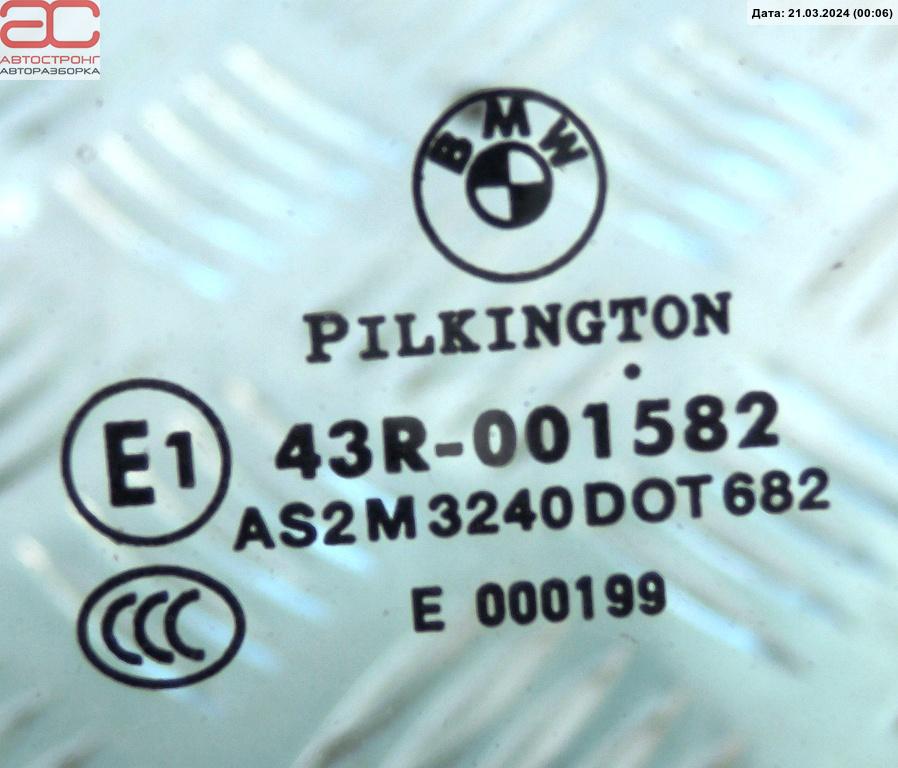 Дата: 21.03.2024 (00:06)
АС
АВТОСТРОНГ
АВТОРАЗБОРКА
BMW
PILKINGTON
E1
43R-001582
AS2 M 3240 DOT 682
CCC
E 000199